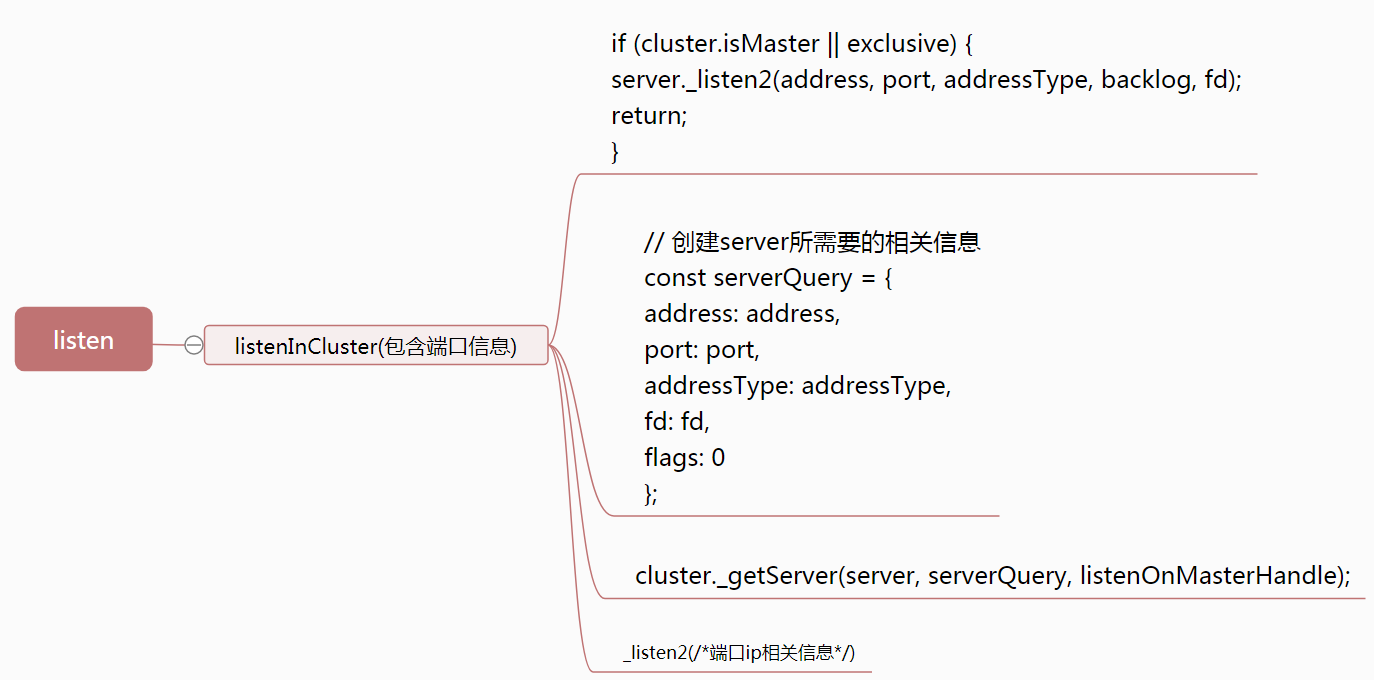 if (cluster.isMaster || exclusive) {
server._listen2(address, port, addressType, backlog, fd);
return;
}
// 创建server所需要的相关信息
const serverQuery = {
address: address,
port: port,
addressType: addressType,
fd: fd,
flags: 0
};
listen
listenInCluster(包含端口信息)
cluster._getServer(server, serverQuery, listenOnMasterHandle);
_listen2(/*端口ip相关信息*/)